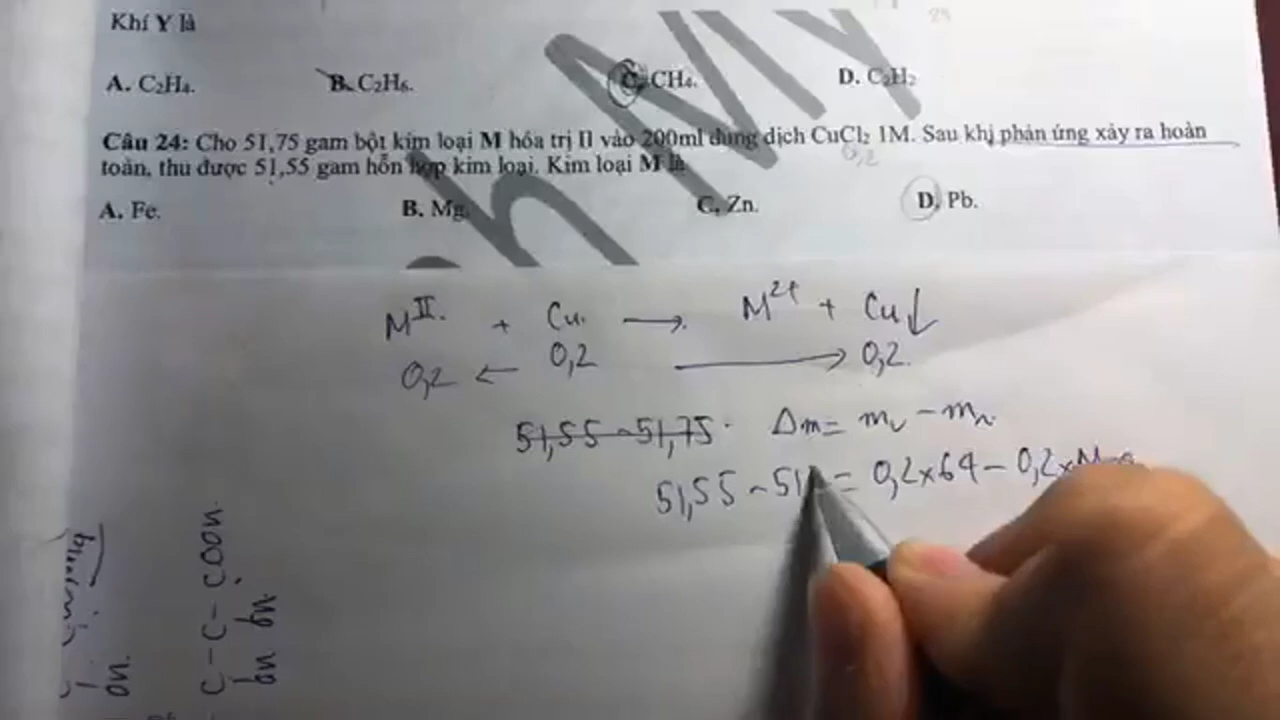 Khí Y là
A. C₂H₄. B. C₂H₆. C. CH₄. D. C₂H₂
Câu 24: Cho 51,75 gam bột kim loại M hóa trị II vào 200ml dung dịch CuCl₂ 1M. Sau khi phản ứng xảy ra hoàn
0,2
toàn, thu được 51,55 gam hỗn hợp kim loại. Kim loại M là
A. Fe. B. Mg. C. Zn. D. Pb.
h My
M^II. + Cu. → M²⁺ + Cu↓
0,2 ← 0,2 → 0,2.
51,55 - 51,75. Δm =
51,55 - 51 = 0,2x64 - 0,2x
C - C - C